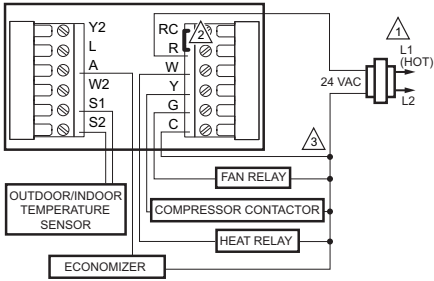 Y2
L
A
W2
S1
S2
RC
R
W
Y
G
C
2
1
L1
(HOT)
L2
24 VAC
3
FAN RELAY
OUTDOOR/INDOOR
TEMPERATURE
SENSOR
COMPRESSOR CONTACTOR
HEAT RELAY
ECONOMIZER